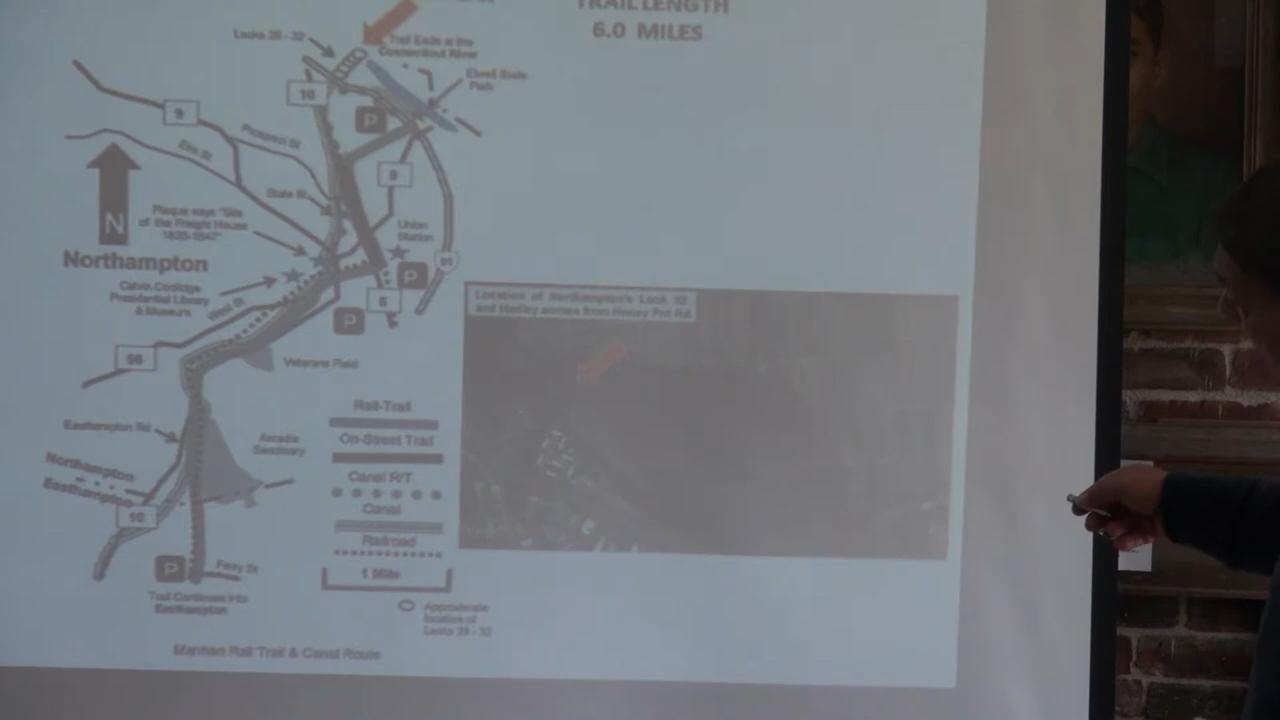 TRAIL LENGTH
6.0 MILES
Locks 28 - 32
Trail Ends at the
Connecticut River
Elwell State
Park
10
P
9
Prospect St
Elm St
9
State St
N
Plaque says "Site
of the Freight House
1835-1847"
Union
Station
Northampton
91
P
Calvin Coolidge
Presidential Library
& Museum
West St
5
P
66
Veterans Field
Location of Northampton's Lock 32
and Hadley across from Honey Pot Rd.
Rail-Trail
On-Street Trail
Canal R/T
Canal
Railroad
1 Mile
Easthampton Rd
Arcadia
Sanctuary
Northampton
Easthampton
10
P
Ferry St
Trail Continues into
Easthampton
Approximate
location of
Locks 28 - 32
Manhan Rail Trail & Canal Route